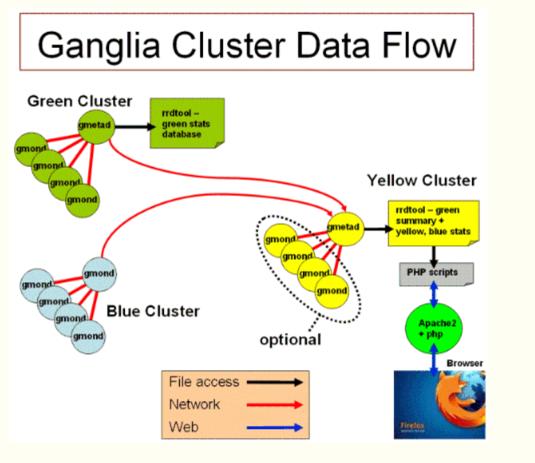 Ganglia Cluster Data Flow
Green Cluster
gmetad
rrdtool –
green stats
database
gmond
gmond
gmond
gmond
Yellow Cluster
gmetad
rrdtool – green
summary +
yellow, blue stats
gmond
gmond
gmond
gmond
optional
PHP scripts
Apache2
+ php
Browser
Firefox
gmond
gmond
gmond
gmond
gmond
Blue Cluster
File access
Network
Web